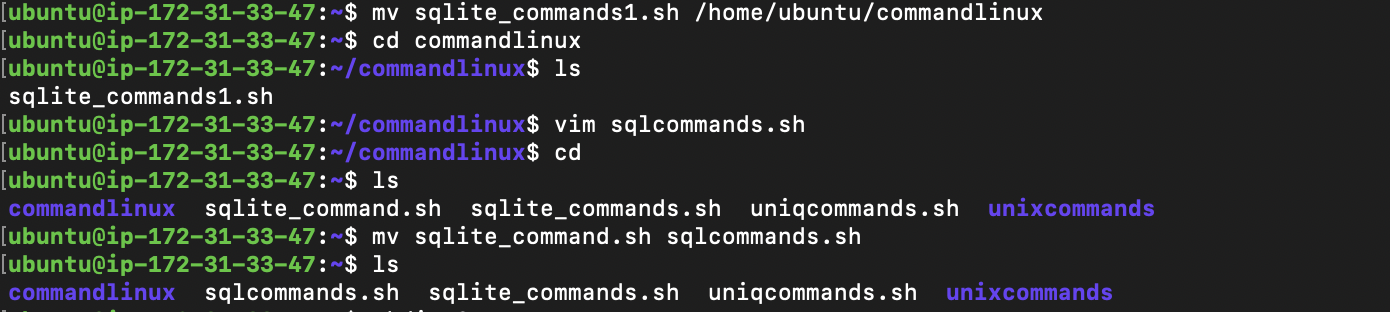 ubuntu@ip-172-31-33-47:~$ mv sqlite_commands1.sh /home/ubuntu/commandlinux
[ubuntu@ip-172-31-33-47:~$ cd commandlinux
[ubuntu@ip-172-31-33-47:~/commandlinux$ ls
sqlite_commands1.sh
[ubuntu@ip-172-31-33-47:~/commandlinux$ vim sqlcommands.sh
[ubuntu@ip-172-31-33-47:~/commandlinux$ cd
[ubuntu@ip-172-31-33-47:~$ ls
commandlinux  sqlite_command.sh  sqlite_commands.sh  uniqcommands.sh  unixcommands
[ubuntu@ip-172-31-33-47:~$ mv sqlite_command.sh sqlcommands.sh
[ubuntu@ip-172-31-33-47:~$ ls
commandlinux  sqlcommands.sh  sqlite_commands.sh  uniqcommands.sh  unixcommands